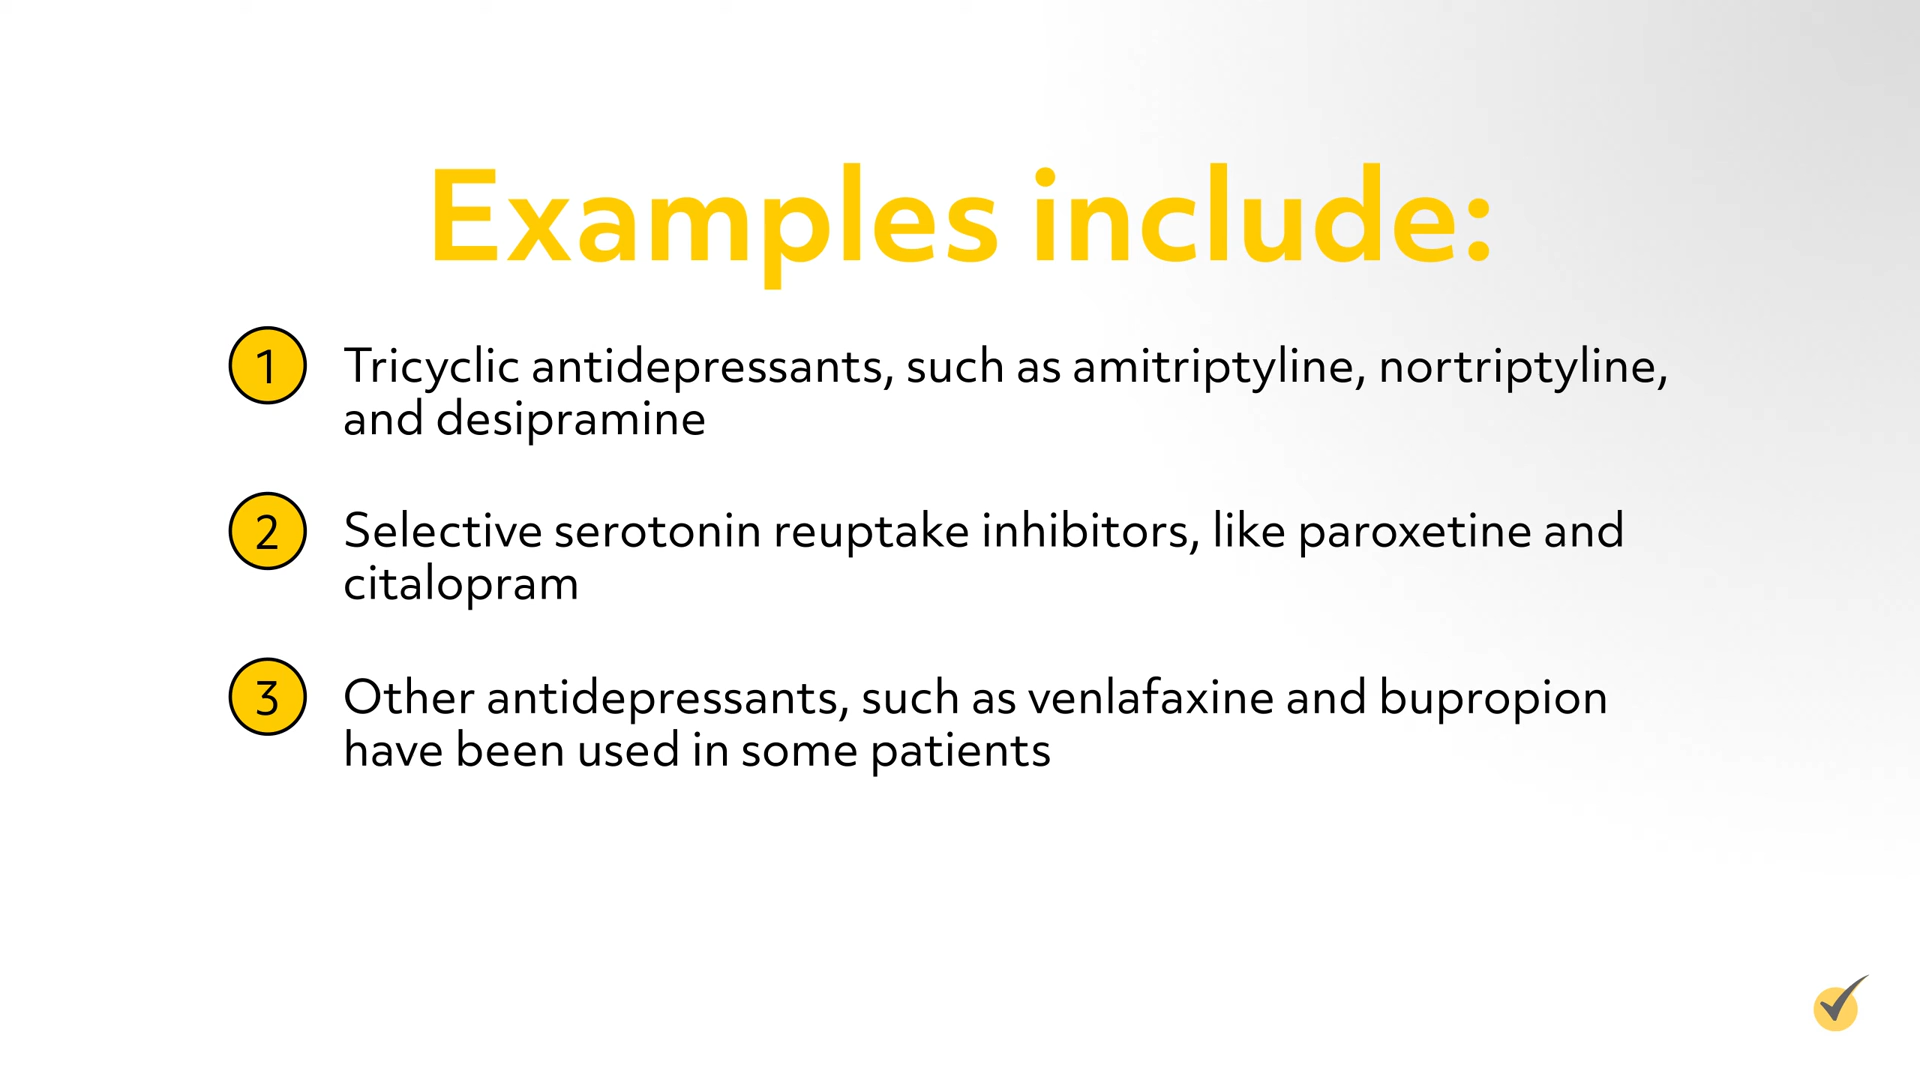 Examples include:
1 Tricyclic antidepressants, such as amitriptyline, nortriptyline,
and desipramine
2 Selective serotonin reuptake inhibitors, like paroxetine and
citalopram
3 Other antidepressants, such as venlafaxine and bupropion
have been used in some patients